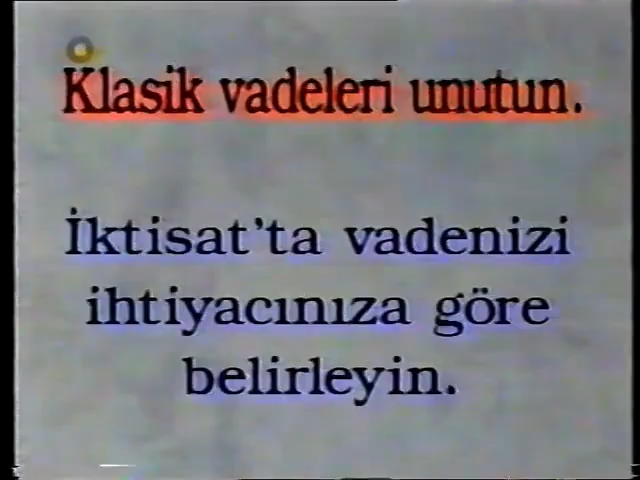 Klasik vadeleri unutun.
İktisat'ta vadenizi
ihtiyacınıza göre
belirleyin.